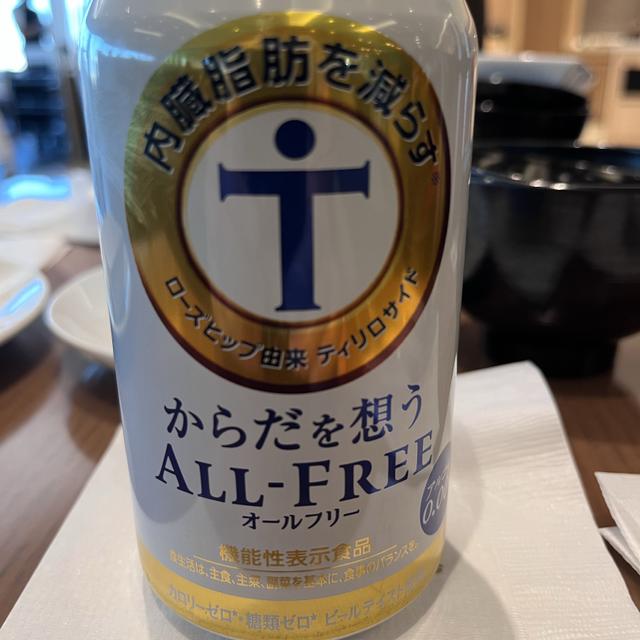 内臓脂肪を減らす※
ローズヒップ由来 ティリロサイド
からだを想う
ALL-FREE
オールフリー
0.00
機能性表示食品
食生活は、主食、主菜、副菜を基本に、食事のバランスを。
カロリーゼロ*・糖類ゼロ* ビールテイスト